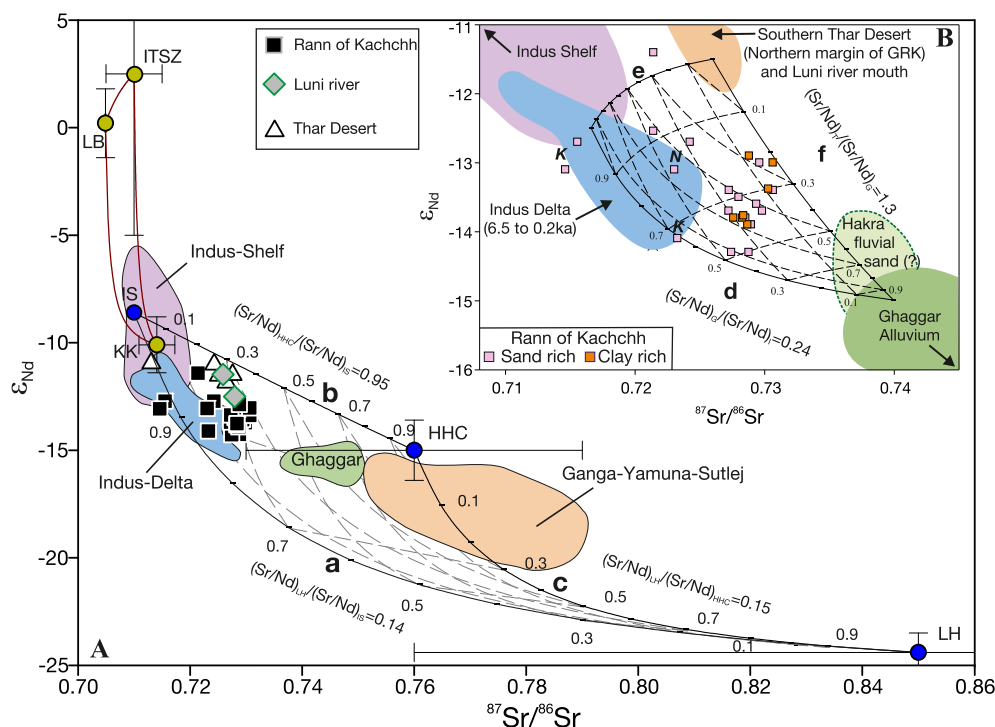 5
0
-5
-10
-15
-20
-25
εNd
0.70
0.72
0.74
0.76
0.78
0.80
0.82
0.84
0.86
87Sr/86Sr
A
Rann of Kachchh
Luni river
Thar Desert
ITSZ
LB
IS
KK
HHC
LH
Indus-Shelf
Indus-Delta
Ghaggar
Ganga-Yamuna-Sutlej
(Sr/Nd)HHC/(Sr/Nd)IS=0.95
(Sr/Nd)LH/(Sr/Nd)IS=0.14
(Sr/Nd)LH/(Sr/Nd)HHC=0.15
a
b
c
0.1
0.3
0.5
0.7
0.9
0.9
0.7
0.5
0.3
0.1
0.1
0.3
0.5
0.7
0.9
B
-11
-12
-13
-14
-15
-16
εNd
0.71
0.72
0.73
0.74
87Sr/86Sr
Indus Shelf
Southern Thar Desert
(Northern margin of GRK)
and Luni river mouth
Indus Delta
(6.5 to 0.2ka)
Hakra
fluvial
sand (?)
Ghaggar
Alluvium
(Sr/Nd)T/(Sr/Nd)G=1.3
(Sr/Nd)G/(Sr/Nd)I=0.24
e
f
d
K
N
K
0.1
0.3
0.5
0.7
0.9
0.9
0.7
0.5
0.3
0.1
Rann of Kachchh
Sand rich
Clay rich